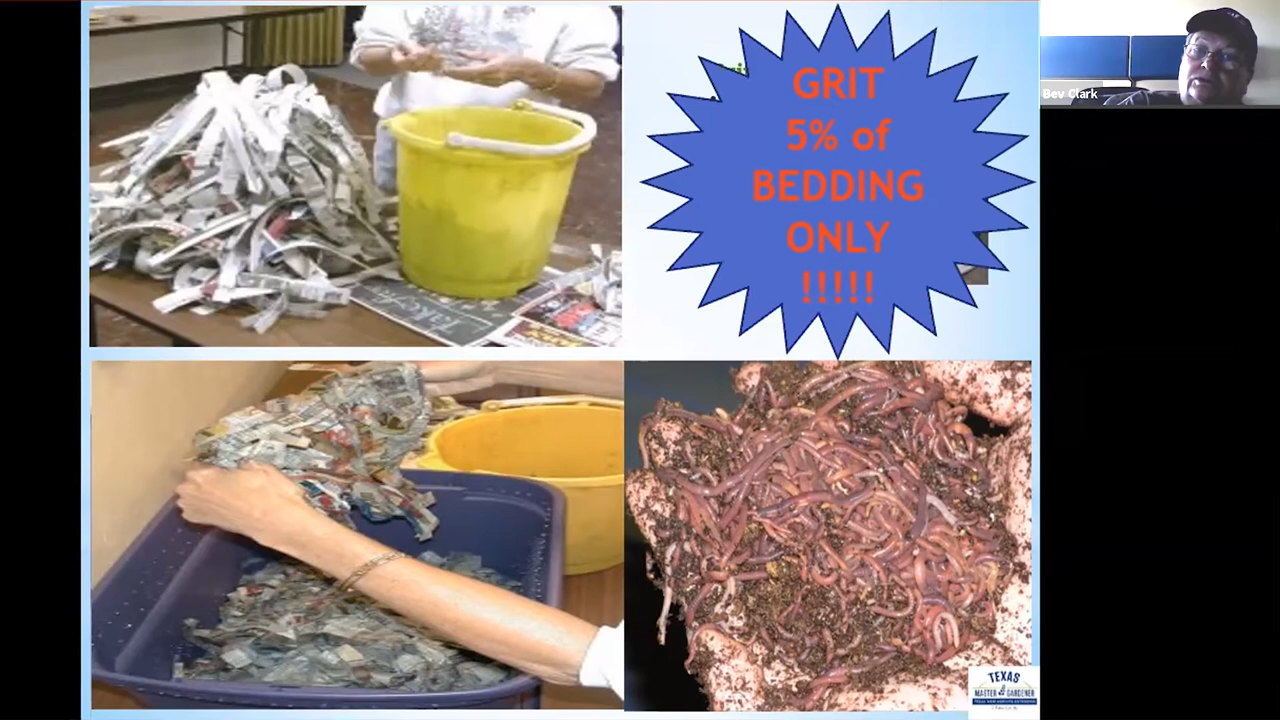 GRIT
5% of
BEDDING
ONLY
!!!!!
Bev Clark
TEXAS
MASTER GARDENER